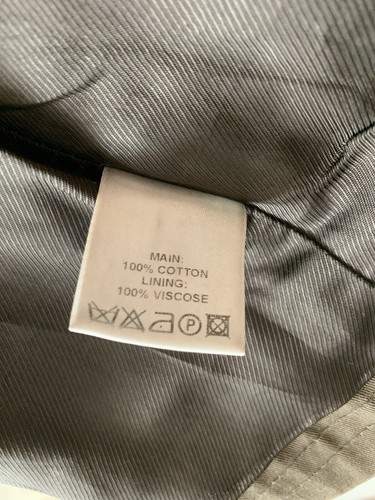 MAIN:
100% COTTON
LINING:
100% VISCOSE
P